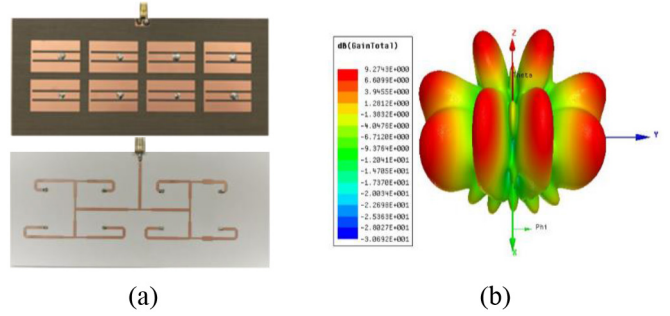 dB(GainTotal)
9.2743E+000
6.6099E+000
3.9455E+000
1.2812E+000
-1.3832E+000
-4.0476E+000
-6.7120E+000
-9.3764E+000
-1.2041E+001
-1.4705E+001
-1.7370E+001
-2.0034E+001
-2.2698E+001
-2.5363E+001
-2.8027E+001
-3.0692E+001
Z
Theta
Y
Phi
X
(a)
(b)